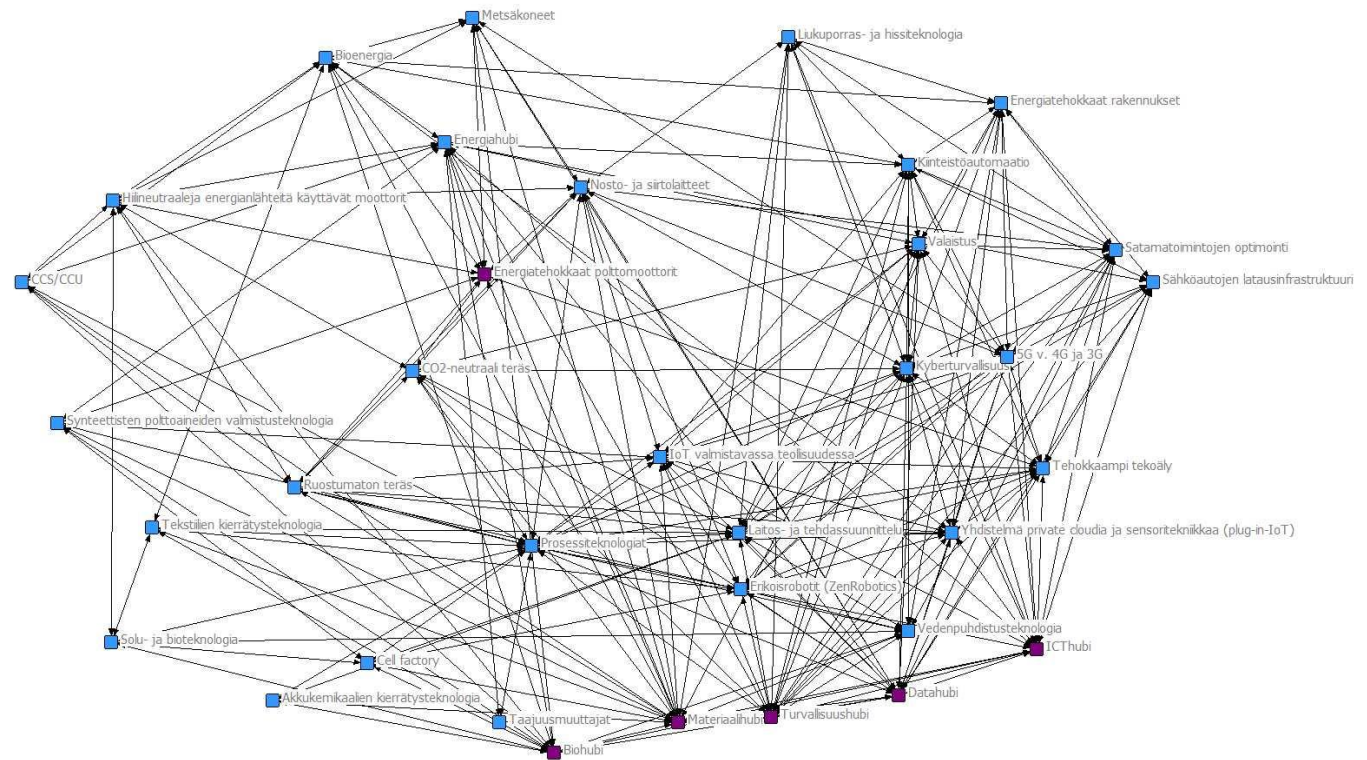 Metsäkoneet
Liukuporras- ja hissiteknologia
Bioenergia
Energiatehokkaat rakennukset
Energiahubi
Kiinteistöautomaatio
Nosto- ja siirtolaitteet
Hiilineutraaleja energianlähteitä käyttävät moottorit
Valaistus
Satamatoimintojen optimointi
Energiatehokkaat polttomoottorit
CCS/CCU
Sähköautojen latausinfrastruktuuri
5G v. 4G ja 3G
Kyberturvallisuus
CO2-neutraali teräs
Synteettisten polttoaineiden valmistusteknologia
IoT valmistavassa teollisuudessa
Tehokkaampi tekoäly
Ruostumaton teräs
Tekstiilien kierrätysteknologia
Laitos- ja tehdassuunnittelu
Yhdistelmä private cloudia ja sensoritekniikkaa (plug-in-IoT)
Prosessiteknologiat
Erikoisrobotit (ZenRobotics)
Vedenpuhdistusteknologia
Solu- ja bioteknologia
ICThubi
Cell factory
Datahubi
Akkukemikaalien kierrätysteknologia
Turvallisuushubi
Taajuusmuuttajat
Materiaalihubi
Biohubi